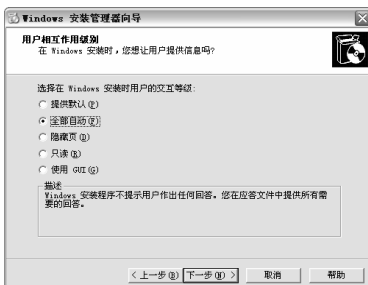 Windows 安装管理器向导
用户相互作用级别
在 Windows 安装时，您想让用户提供信息吗？
选择在 Windows 安装时用户的交互等级：
提供默认(P)
全部自动(F)
隐藏页(D)
只读(R)
使用 GUI(G)
描述
Windows 安装程序不提示用户作出任何回答。您在应答文件中提供所有需
要的回答。
< 上一步(B)
下一步(N) >
取消
帮助